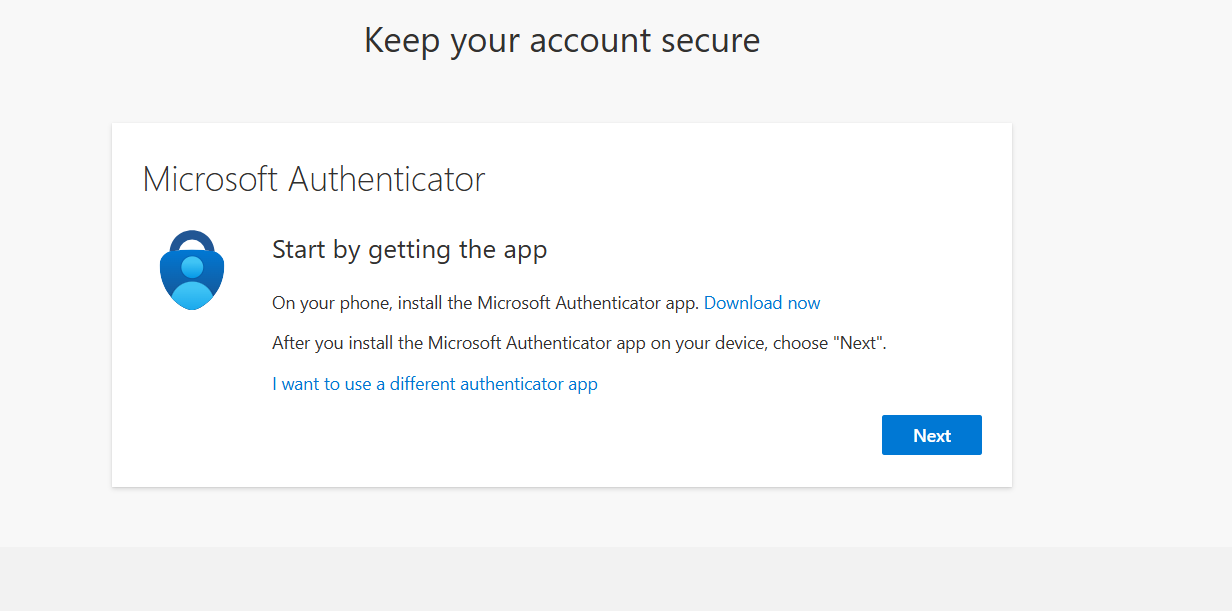 Keep your account secure
Microsoft Authenticator
Start by getting the app
On your phone, install the Microsoft Authenticator app. Download now
After you install the Microsoft Authenticator app on your device, choose "Next".
I want to use a different authenticator app
Next